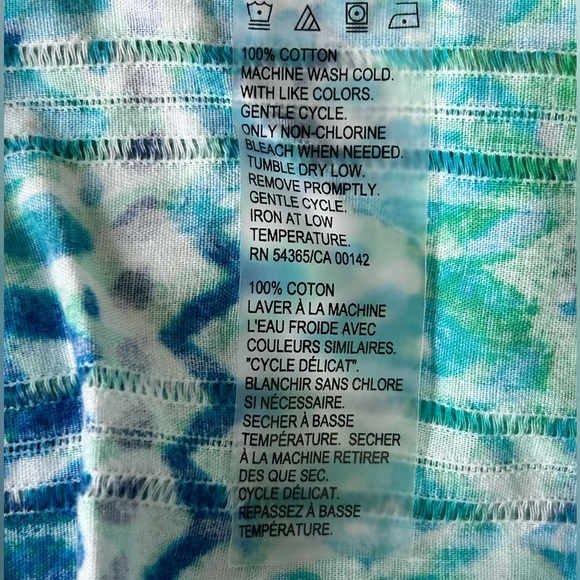 100% COTTON
MACHINE WASH COLD.
WITH LIKE COLORS.
GENTLE CYCLE.
ONLY NON-CHLORINE
BLEACH WHEN NEEDED.
TUMBLE DRY LOW.
REMOVE PROMPTLY.
GENTLE CYCLE.
IRON AT LOW
TEMPERATURE.
RN 54365/CA 00142
100% COTON
LAVER À LA MACHINE
L'EAU FROIDE AVEC
COULEURS SIMILAIRES.
"CYCLE DÉLICAT".
BLANCHIR SANS CHLORE
SI NÉCESSAIRE.
SECHER À BASSE
TEMPÉRATURE. SECHER
À LA MACHINE RETIRER
DES QUE SEC.
CYCLE DÉLICAT.
REPASSEZ À BASSE
TEMPÉRATURE.